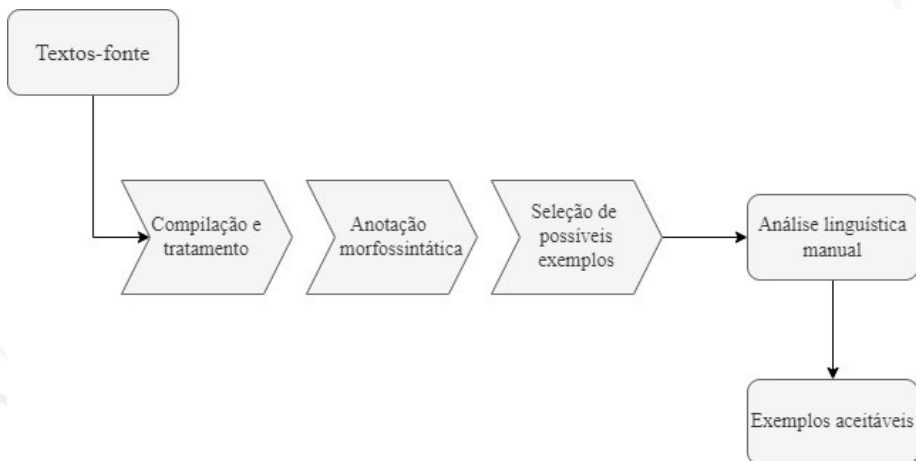 Textos-fonte
Compilação e
tratamento
Anotação
morfossintática
Seleção de
possíveis
exemplos
Análise linguística
manual
Exemplos aceitáveis